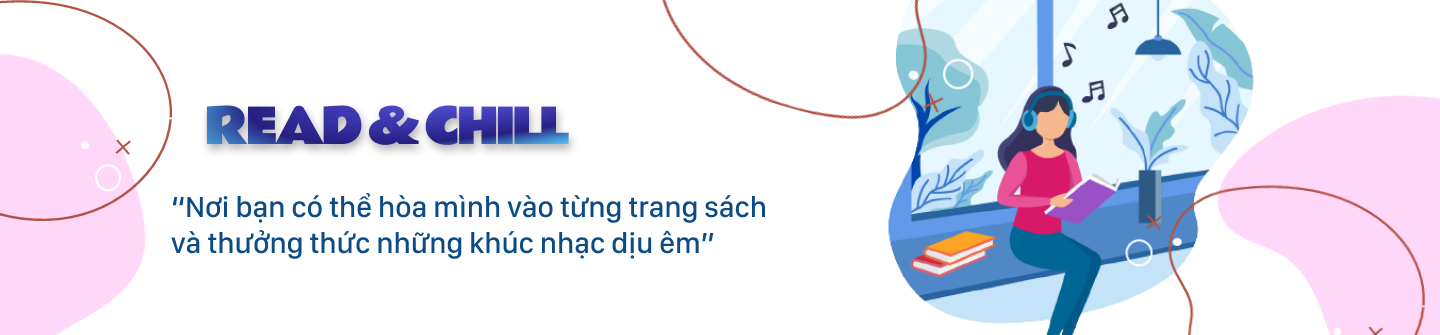 READ & CHILL
“Nơi bạn có thể hòa mình vào từng trang sách
và thưởng thức những khúc nhạc dịu êm”